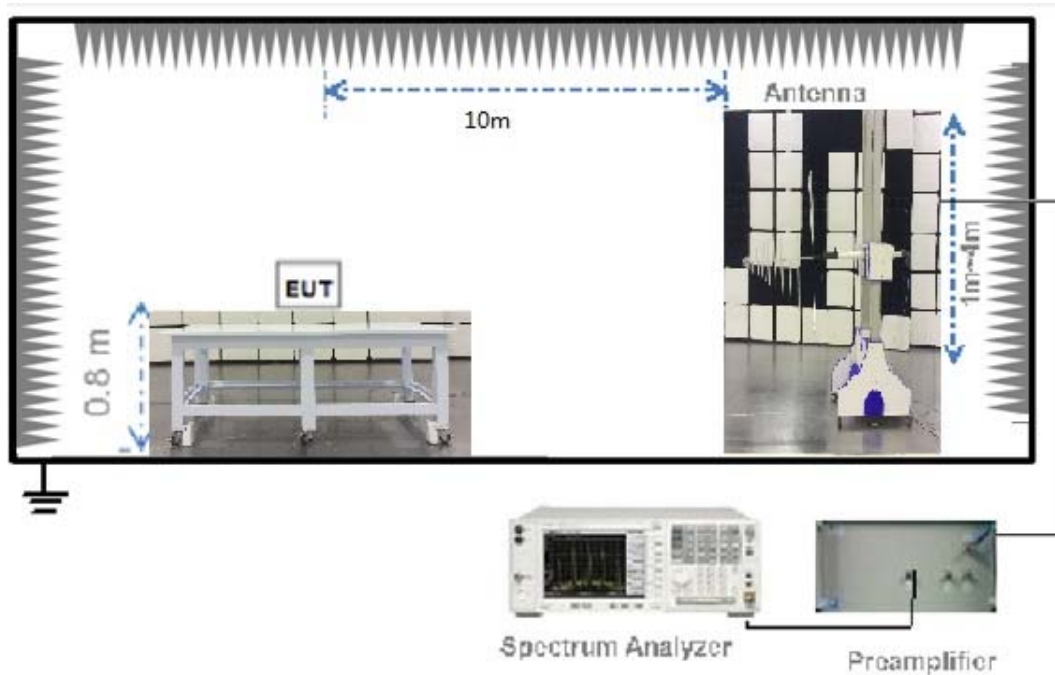 Antenna
10m
1m-4m
EUT
0.8 m
Spectrum Analyzer
Preamplifier